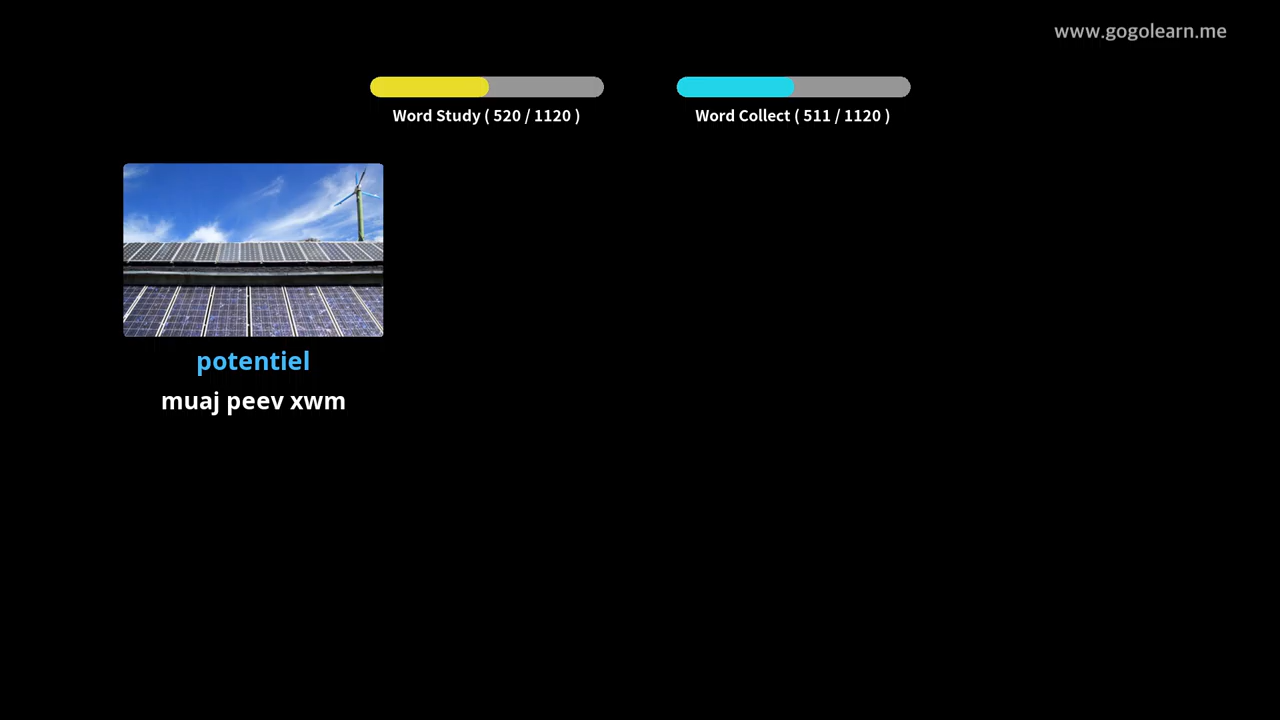 www.gogolearn.me
Word Study ( 520 / 1120 )
Word Collect ( 511 / 1120 )
potentiel
muaj peev xwm